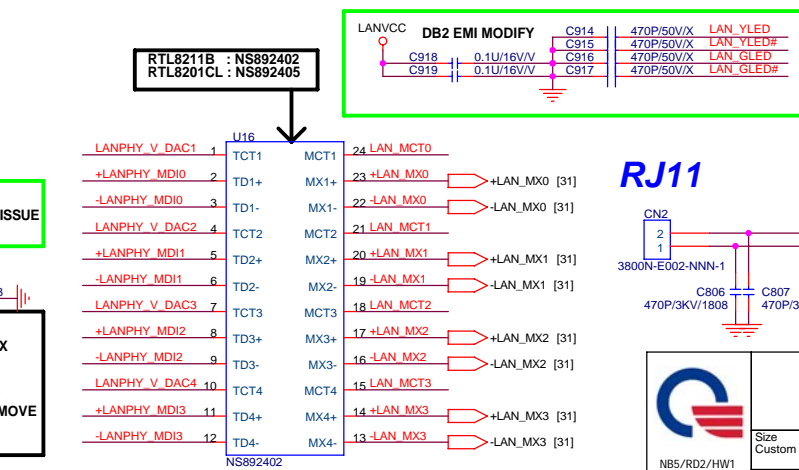 LANVCC
DB2 EMI MODIFY
C914 470P/50V/X LAN_YLED
C915 470P/50V/X LAN_YLED#
C918 0.1U/16V/V C916 470P/50V/X LAN_GLED
C919 0.1U/16V/V C917 470P/50V/X LAN_GLED#
RTL8211B : NS892402
RTL8201CL : NS892405
U16
LANPHY_V_DAC1 1 TCT1 MCT1 24 LAN_MCT0
+LANPHY_MDI0 2 TD1+ MX1+ 23 +LAN_MX0 +LAN_MX0 [31]
-LANPHY_MDI0 3 TD1- MX1- 22 -LAN_MX0 -LAN_MX0 [31]
LANPHY_V_DAC2 4 TCT2 MCT2 21 LAN_MCT1
+LANPHY_MDI1 5 TD2+ MX2+ 20 +LAN_MX1 +LAN_MX1 [31]
-LANPHY_MDI1 6 TD2- MX2- 19 -LAN_MX1 -LAN_MX1 [31]
LANPHY_V_DAC3 7 TCT3 MCT3 18 LAN_MCT2
+LANPHY_MDI2 8 TD3+ MX3+ 17 +LAN_MX2 +LAN_MX2 [31]
-LANPHY_MDI2 9 TD3- MX3- 16 -LAN_MX2 -LAN_MX2 [31]
LANPHY_V_DAC4 10 TCT4 MCT4 15 LAN_MCT3
+LANPHY_MDI3 11 TD4+ MX4+ 14 +LAN_MX3 +LAN_MX3 [31]
-LANPHY_MDI3 12 TD4- MX4- 13 -LAN_MX3 -LAN_MX3 [31]
NS892402
ISSUE
3
X
MOVE
RJ11
CN2
2
1
3800N-E002-NNN-1
C806 C807
470P/3KV/1808 470P/3
NB5/RD2/HW1
Size
Custom